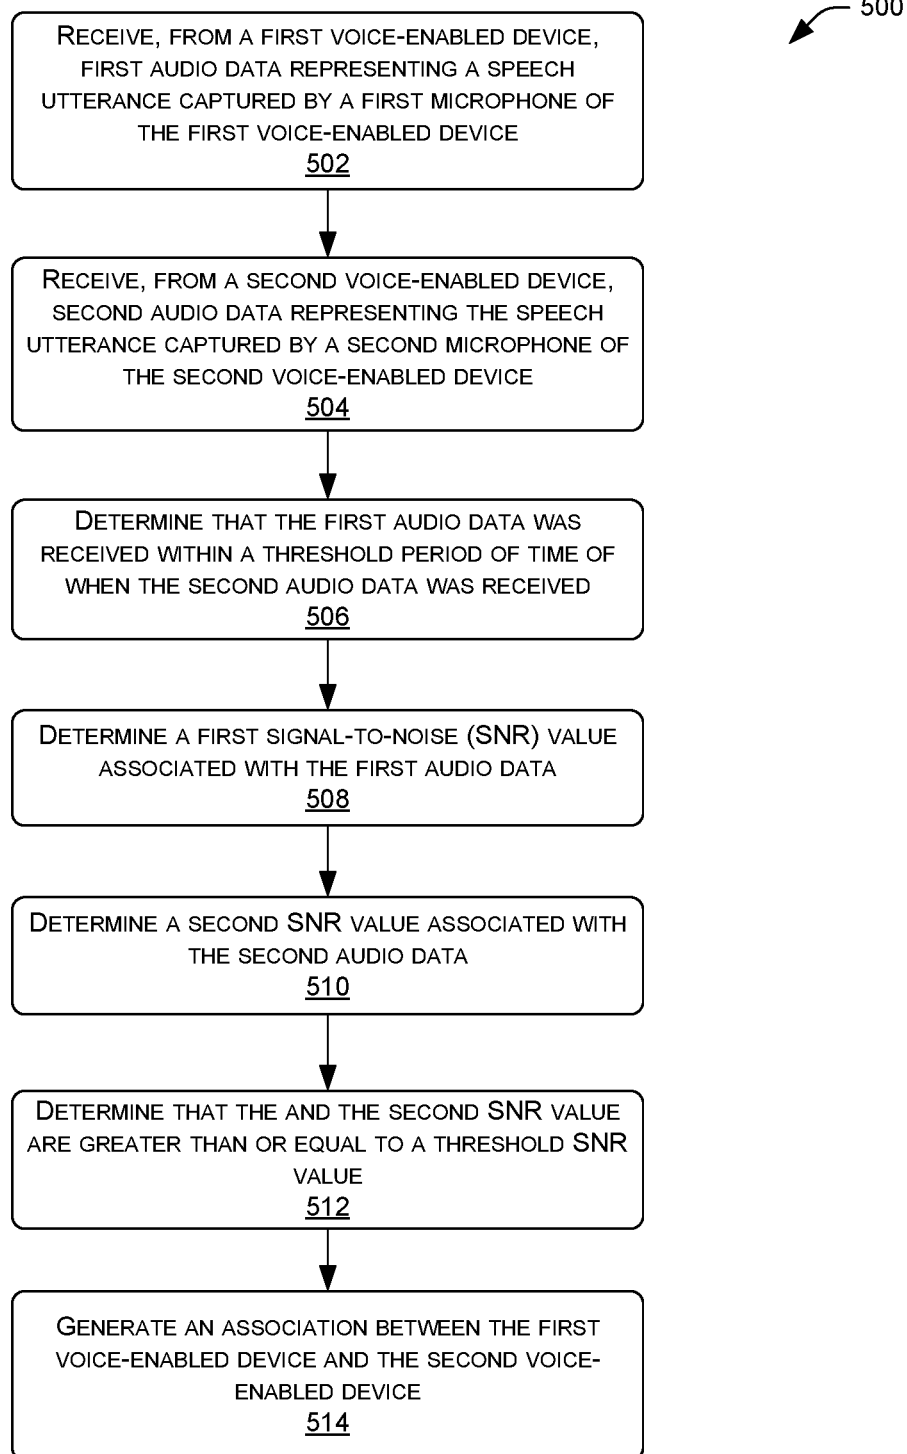 500
RECEIVE, FROM A FIRST VOICE-ENABLED DEVICE,
FIRST AUDIO DATA REPRESENTING A SPEECH
UTTERANCE CAPTURED BY A FIRST MICROPHONE OF
THE FIRST VOICE-ENABLED DEVICE
502
RECEIVE, FROM A SECOND VOICE-ENABLED DEVICE,
SECOND AUDIO DATA REPRESENTING THE SPEECH
UTTERANCE CAPTURED BY A SECOND MICROPHONE OF
THE SECOND VOICE-ENABLED DEVICE
504
DETERMINE THAT THE FIRST AUDIO DATA WAS
RECEIVED WITHIN A THRESHOLD PERIOD OF TIME OF
WHEN THE SECOND AUDIO DATA WAS RECEIVED
506
DETERMINE A FIRST SIGNAL-TO-NOISE (SNR) VALUE
ASSOCIATED WITH THE FIRST AUDIO DATA
508
DETERMINE A SECOND SNR VALUE ASSOCIATED WITH
THE SECOND AUDIO DATA
510
DETERMINE THAT THE AND THE SECOND SNR VALUE
ARE GREATER THAN OR EQUAL TO A THRESHOLD SNR
VALUE
512
GENERATE AN ASSOCIATION BETWEEN THE FIRST
VOICE-ENABLED DEVICE AND THE SECOND VOICE-
ENABLED DEVICE
514